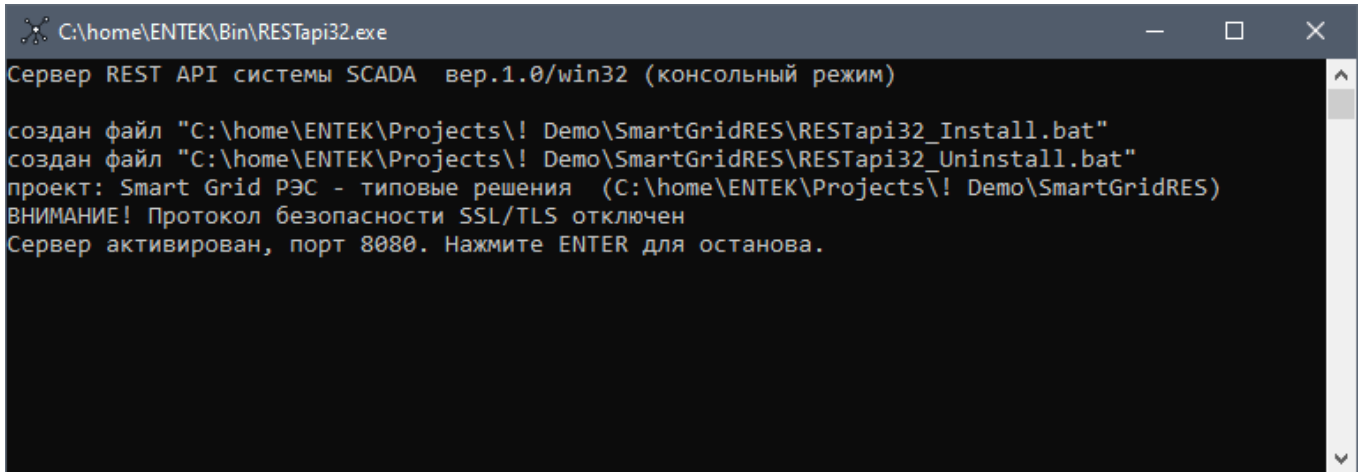 C:\home\ENTEK\Bin\RESTapi32.exe
Сервер REST API системы SCADA  вер.1.0/win32 (консольный режим)
создан файл "C:\home\ENTEK\Projects\! Demo\SmartGridRES\RESTapi32_Install.bat"
создан файл "C:\home\ENTEK\Projects\! Demo\SmartGridRES\RESTapi32_Uninstall.bat"
проект: Smart Grid РЭС - типовые решения  (C:\home\ENTEK\Projects\! Demo\SmartGridRES)
ВНИМАНИЕ! Протокол безопасности SSL/TLS отключен
Сервер активирован, порт 8080. Нажмите ENTER для останова.